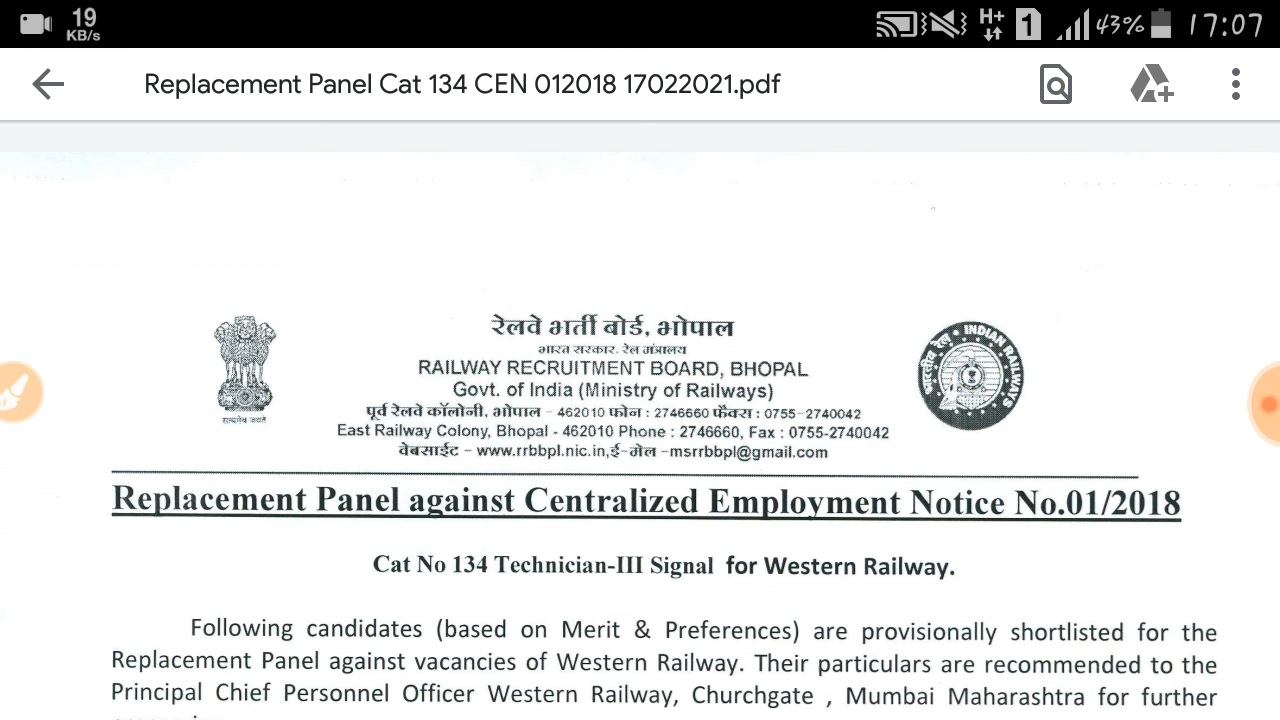 19
KB/s
H+
1
43%
17:07
Replacement Panel Cat 134 CEN 012018 17022021.pdf
रेलवे भर्ती बोर्ड, भोपाल
भारत सरकार, रेल मंत्रालय
RAILWAY RECRUITMENT BOARD, BHOPAL
Govt. of India (Ministry of Railways)
पूर्व रेलवे कॉलोनी, भोपाल – 462010 फोन : 2746660 फैक्स : 0755–2740042
East Railway Colony, Bhopal - 462010 Phone : 2746660, Fax : 0755-2740042
वेबसाईट – www.rrbbpl.nic.in,ई–मेल –msrrbbpl@gmail.com
सत्यमेव जयते
भारतीय रेल • INDIAN RAILWAYS
Replacement Panel against Centralized Employment Notice No.01/2018
Cat No 134 Technician-III Signal for Western Railway.
Following candidates (based on Merit & Preferences) are provisionally shortlisted for the
Replacement Panel against vacancies of Western Railway. Their particulars are recommended to the
Principal Chief Personnel Officer Western Railway, Churchgate , Mumbai Maharashtra for further